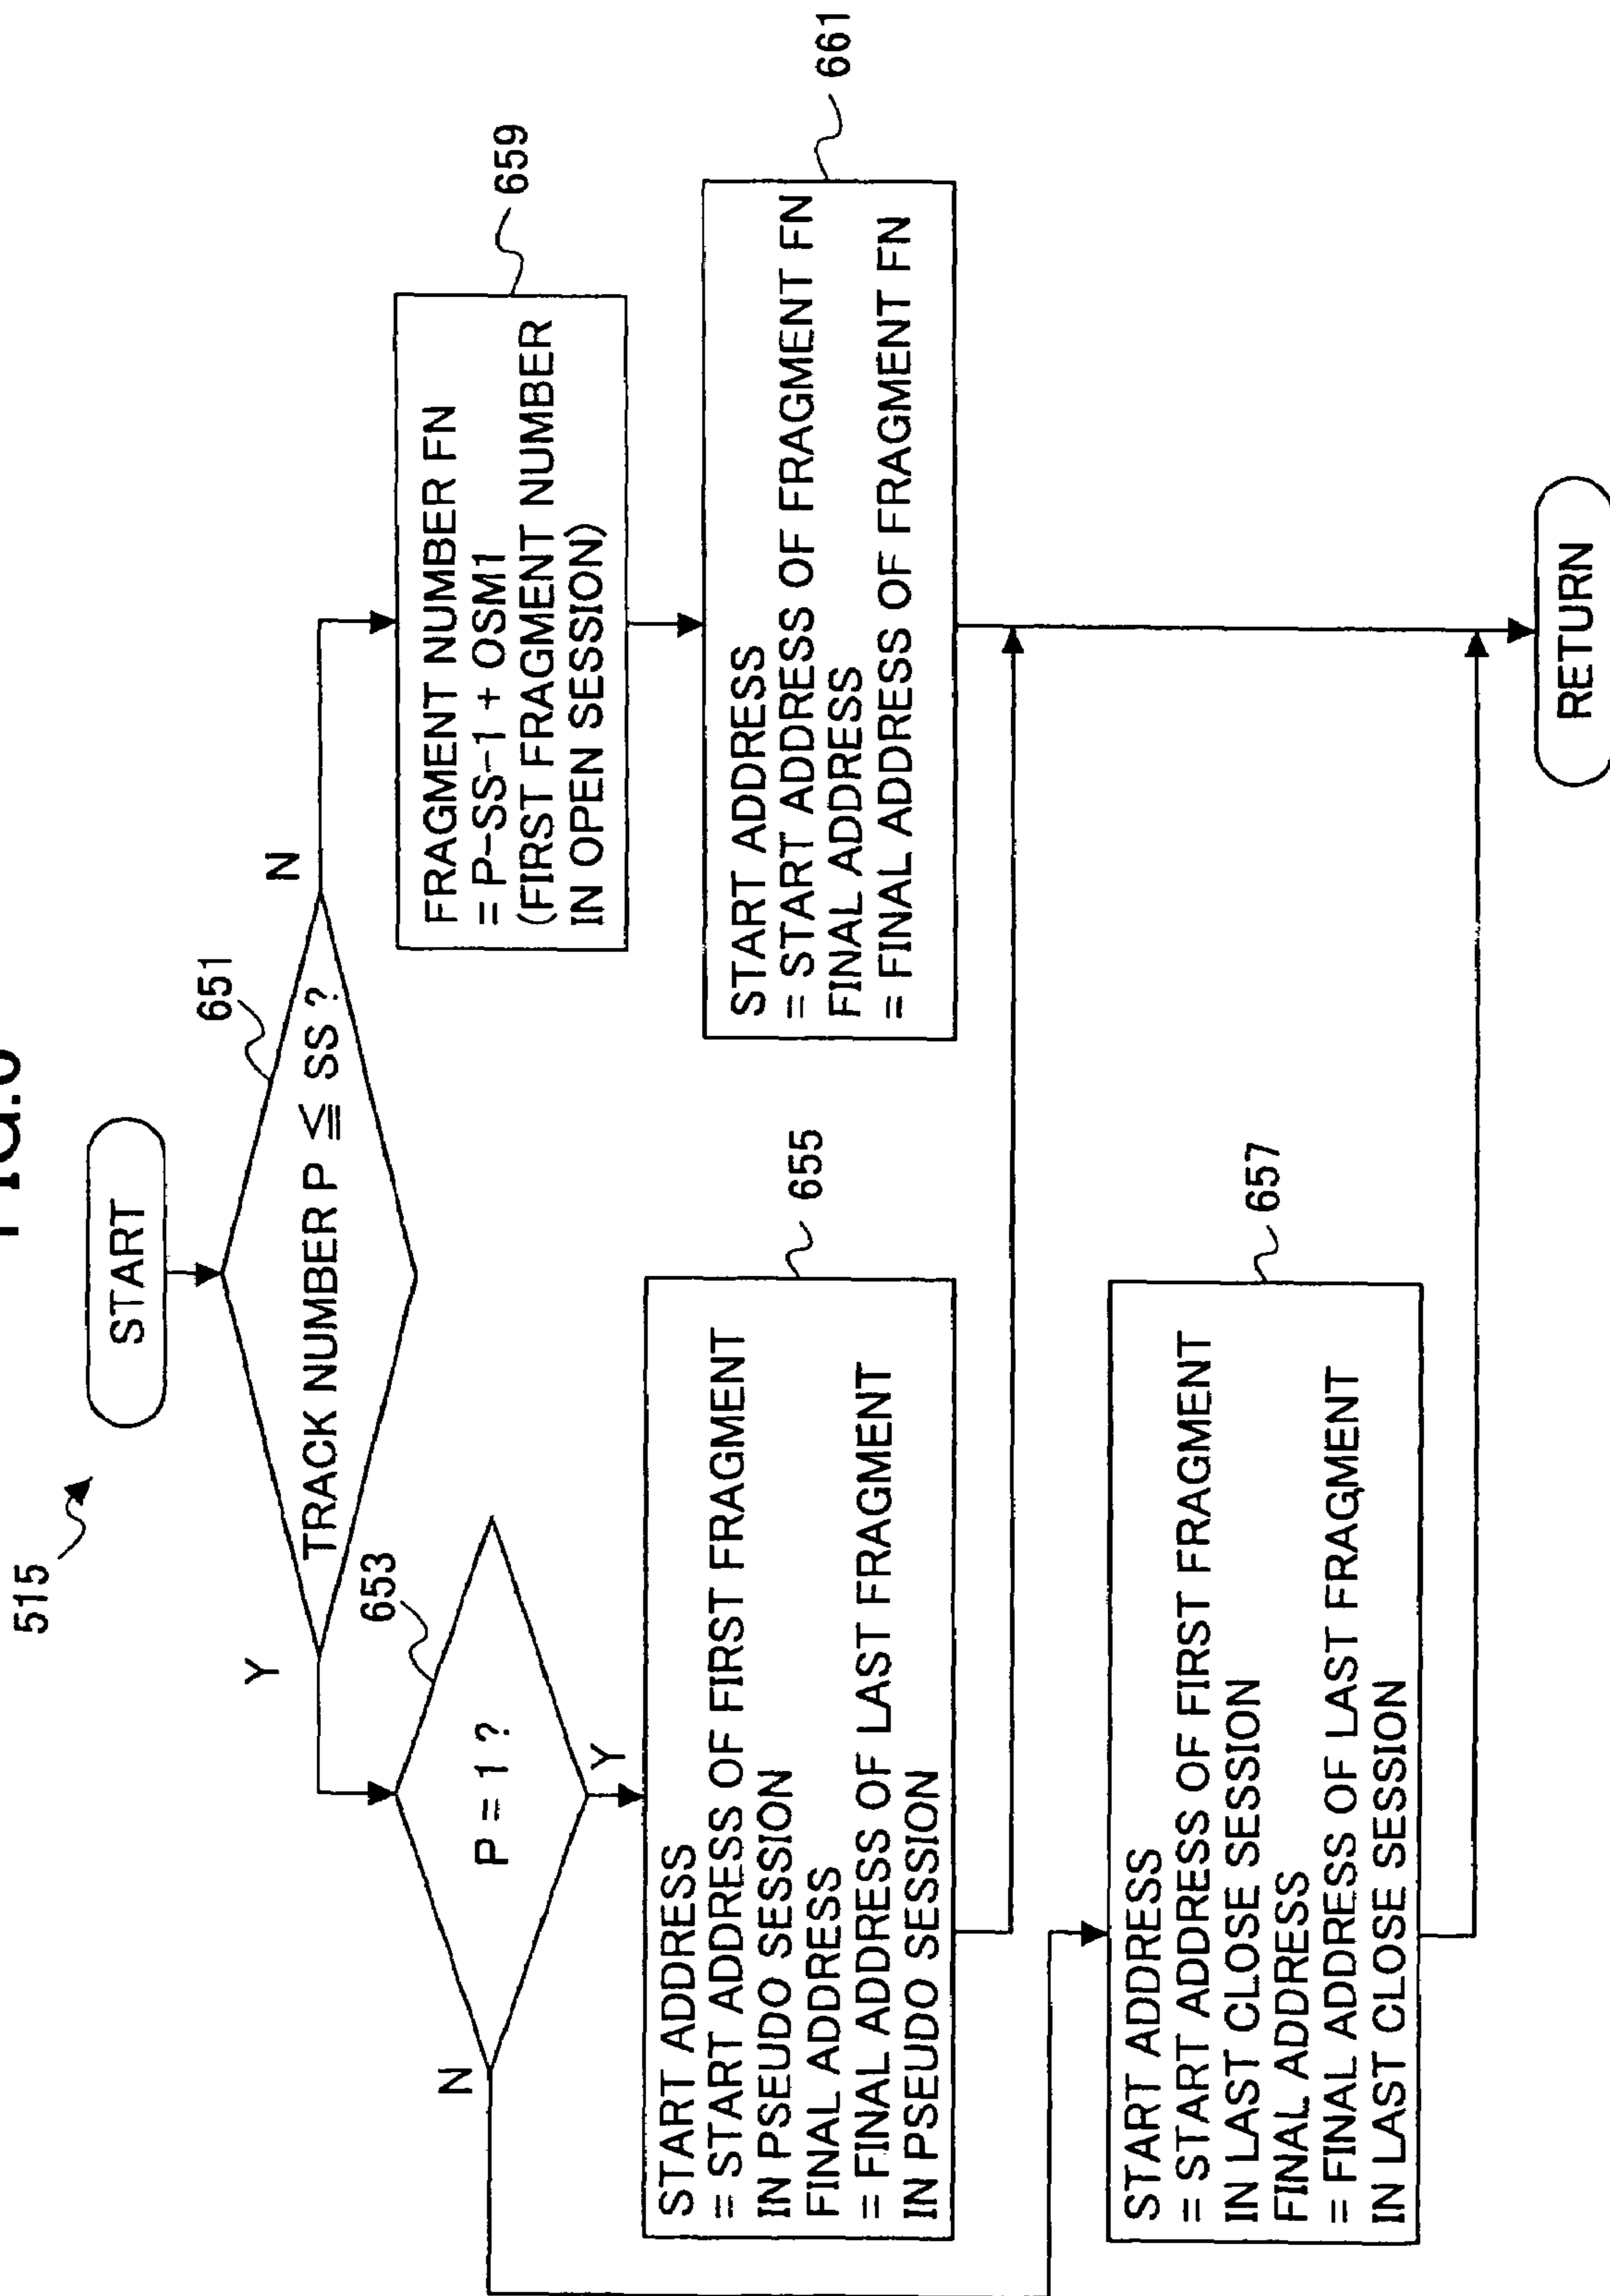 515
START
651
TRACK NUMBER P ≦ SS ?
Y
N
653
P = 1 ?
N
Y
655
START ADDRESS
= START ADDRESS OF FIRST FRAGMENT
IN PSEUDO SESSION
FINAL ADDRESS
= FINAL ADDRESS OF LAST FRAGMENT
IN PSEUDO SESSION
657
START ADDRESS
= START ADDRESS OF FIRST FRAGMENT
IN LAST CLOSE SESSION
FINAL ADDRESS
= FINAL ADDRESS OF LAST FRAGMENT
IN LAST CLOSE SESSION
659
FRAGMENT NUMBER FN
= P-SS-1 + OSM1
(FIRST FRAGMENT NUMBER
IN OPEN SESSION)
661
START ADDRESS
= START ADDRESS OF FRAGMENT FN
FINAL ADDRESS
= FINAL ADDRESS OF FRAGMENT FN
RETURN